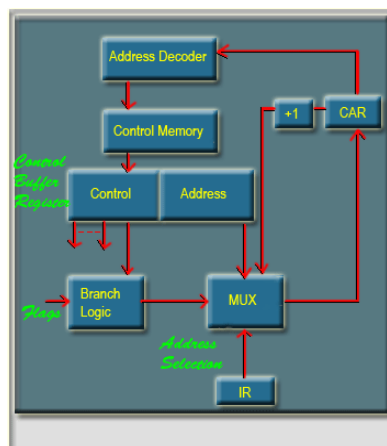 Address Decoder
+1
CAR
Control Memory
Control
Buffer
Register
Control
Address
Branch
Logic
MUX
Flags
Address
Selection
IR